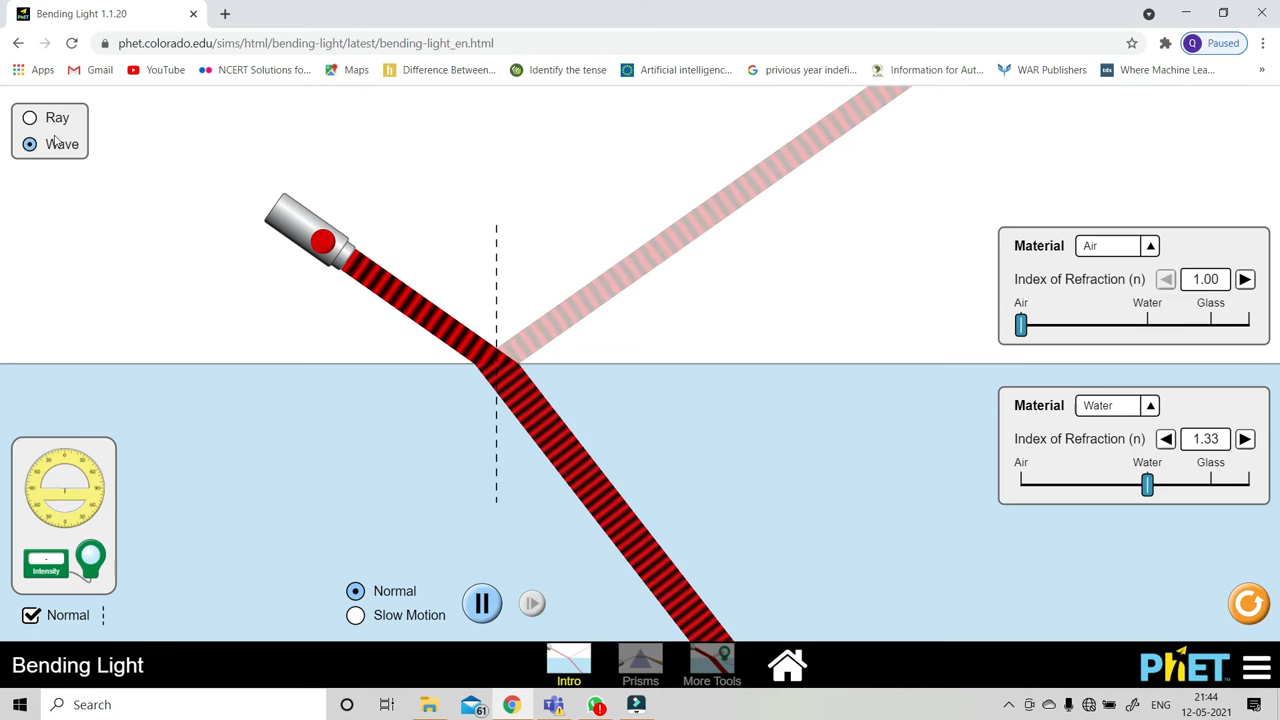 Bending Light 1.1.20
phet.colorado.edu/sims/html/bending-light/latest/bending-light_en.html
Q Paused
Apps Gmail YouTube NCERT Solutions fo... Maps Difference Between... Identify the tense Artificial intelligenc... privious year indefi... Information for Aut... WAR Publishers Where Machine Lea... »
Ray
Wave
Material Air
Index of Refraction (n) 1.00
Air Water Glass
Material Water
Index of Refraction (n) 1.33
Air Water Glass
Intensity
Normal
Normal
Slow Motion
Bending Light
Intro
Prisms
More Tools
PhET
Search
61
ENG
21:44
12-05-2021